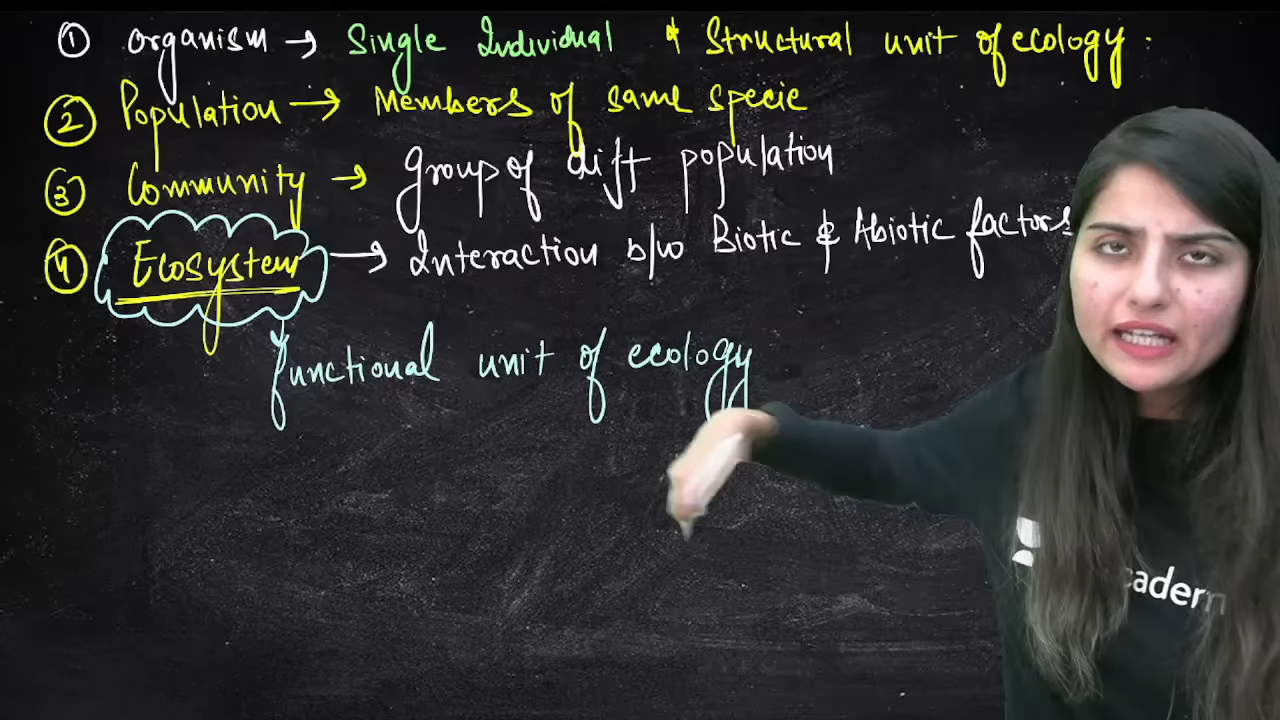 ① Organism → Single Individual & Structural unit of ecology.
② Population → Members of same specie
③ Community → Group of diff population
④ Ecosystem → Interaction b/w Biotic & Abiotic factors
functional unit of ecology
cadem